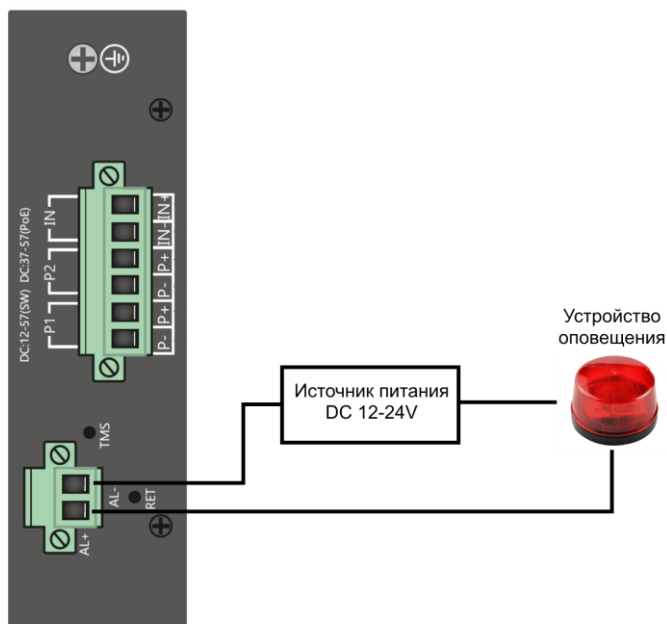 DC:12-57(SW) DC:37-57(PoE)
IN
P2
P1
IN+
IN-
P+
P-
P+
P-
Устройство
оповещения
Источник питания
DC 12-24V
TMS
AL-
RET
AL+